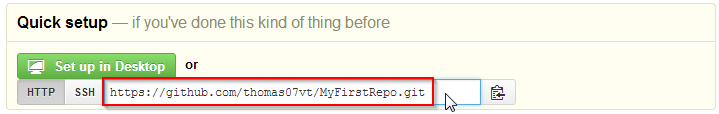 Quick setup — if you've done this kind of thing before
Set up in Desktop or
HTTP SSH https://github.com/thomas07vt/MyFirstRepo.git